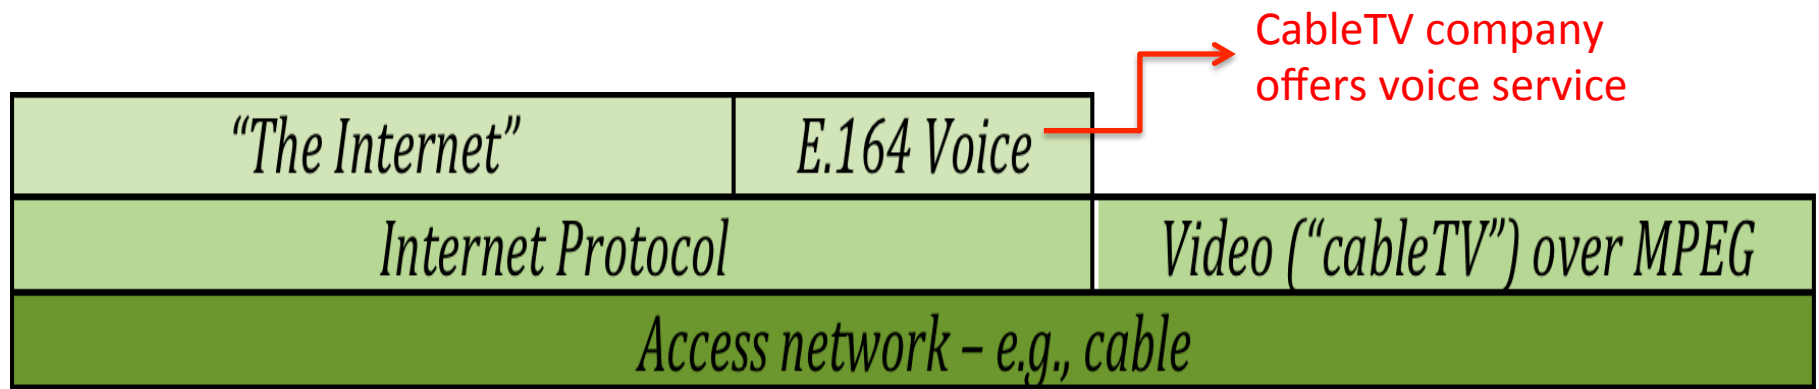 CableTV company
offers voice service
“The Internet”
E.164 Voice
Internet Protocol
Video (“cableTV”) over MPEG
Access network – e.g., cable